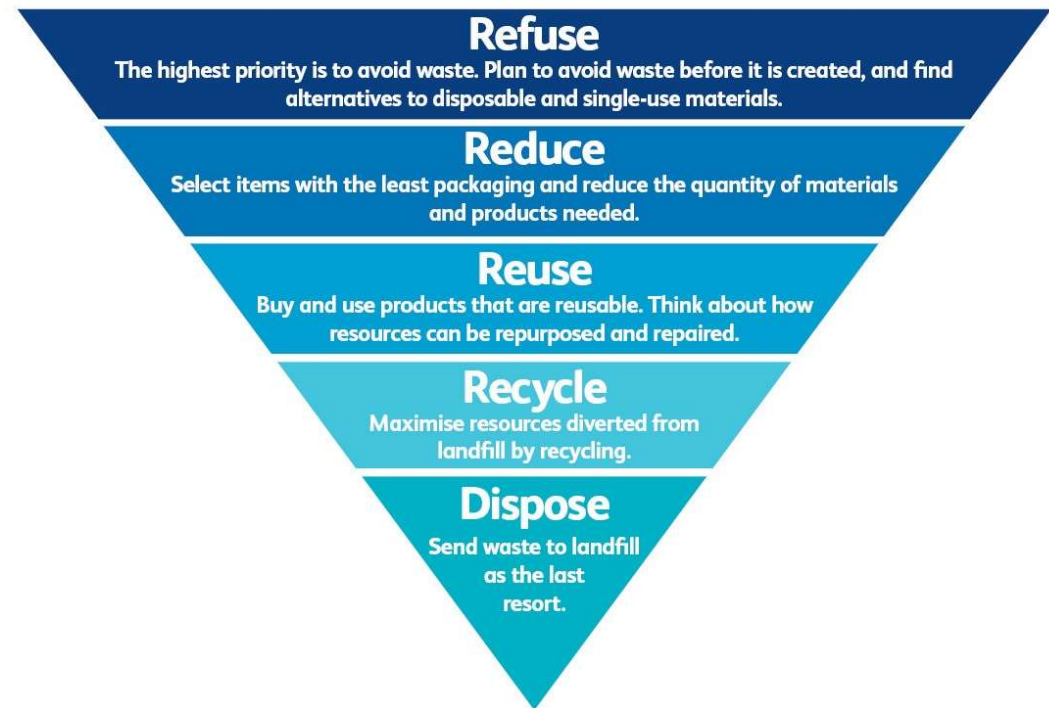 Refuse
The highest priority is to avoid waste. Plan to avoid waste before it is created, and find
alternatives to disposable and single-use materials.
Reduce
Select items with the least packaging and reduce the quantity of materials
and products needed.
Reuse
Buy and use products that are reusable. Think about how
resources can be repurposed and repaired.
Recycle
Maximise resources diverted from
landfill by recycling.
Dispose
Send waste to landfill
as the last
resort.